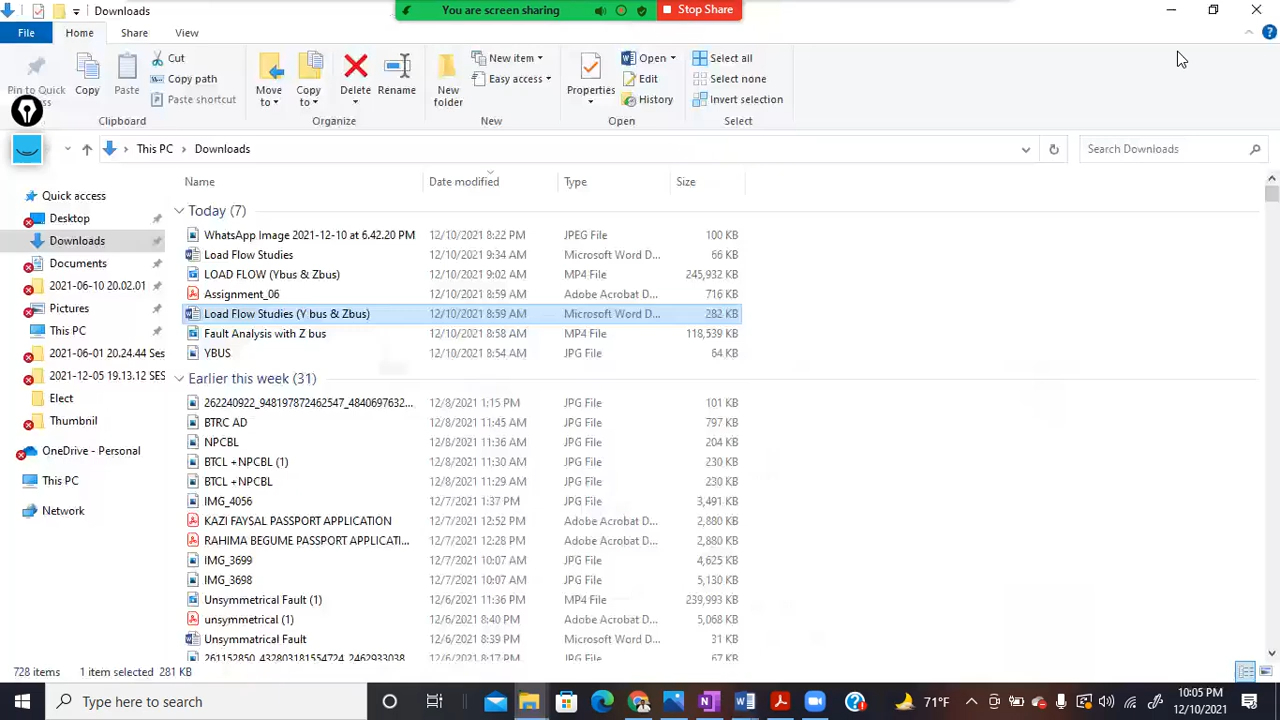 Downloads
You are screen sharing
Stop Share
File
Home
Share
View
Pin to Quick access
Copy
Paste
Cut
Copy path
Paste shortcut
Clipboard
Move to
Copy to
Delete
Rename
Organize
New folder
New item
Easy access
New
Properties
Open
Edit
History
Open
Select all
Select none
Invert selection
Select
This PC > Downloads
Search Downloads
Name Date modified Type Size
Quick access
Desktop
Downloads
Documents
2021-06-10 20.02.01
Pictures
This PC
2021-06-01 20.24.44 Ses
2021-12-05 19.13.12 SES
Elect
Thumbnil
OneDrive - Personal
This PC
Network
Today (7)
WhatsApp Image 2021-12-10 at 6.42.20 PM 12/10/2021 8:22 PM JPEG File 100 KB
Load Flow Studies 12/10/2021 9:34 AM Microsoft Word D... 66 KB
LOAD FLOW (Ybus & Zbus) 12/10/2021 9:02 AM MP4 File 245,932 KB
Assignment_06 12/10/2021 8:59 AM Adobe Acrobat D... 716 KB
Load Flow Studies (Y bus & Zbus) 12/10/2021 8:59 AM Microsoft Word D... 282 KB
Fault Analysis with Z bus 12/10/2021 8:58 AM MP4 File 118,539 KB
YBUS 12/10/2021 8:54 AM JPG File 64 KB
Earlier this week (31)
262240922_948197872462547_4840697632... 12/8/2021 1:15 PM JPG File 101 KB
BTRC AD 12/8/2021 11:45 AM JPG File 797 KB
NPCBL 12/8/2021 11:36 AM JPG File 204 KB
BTCL +NPCBL (1) 12/8/2021 11:30 AM JPG File 230 KB
BTCL +NPCBL 12/8/2021 11:29 AM JPG File 230 KB
IMG_4056 12/7/2021 1:37 PM JPG File 3,491 KB
KAZI FAYSAL PASSPORT APPLICATION 12/7/2021 12:52 PM Adobe Acrobat D... 2,880 KB
RAHIMA BEGUME PASSPORT APPLICATI... 12/7/2021 12:28 PM Adobe Acrobat D... 2,880 KB
IMG_3699 12/7/2021 10:07 AM JPG File 4,625 KB
IMG_3698 12/7/2021 10:07 AM JPG File 5,130 KB
Unsymmetrical Fault (1) 12/6/2021 11:36 PM MP4 File 239,993 KB
unsymmetrical (1) 12/6/2021 8:40 PM Adobe Acrobat D... 5,068 KB
Unsymmatrical Fault 12/6/2021 8:39 PM Microsoft Word D... 31 KB
261152850_432803181554724_2462933038... 12/6/2021 8:17 PM JPG File 67 KB
728 items 1 item selected 281 KB
Type here to search
71°F
10:05 PM
12/10/2021